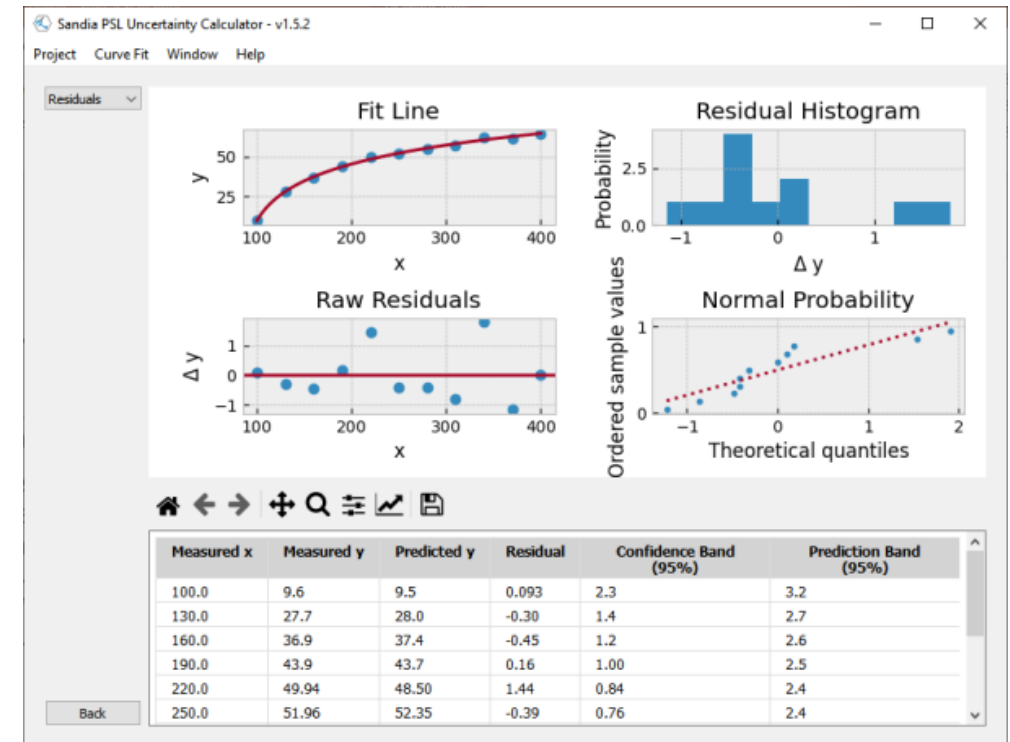 Sandia PSL Uncertainty Calculator - v1.5.2
Project Curve Fit Window Help
Residuals
Fit Line
50
25
y
100 200 300 400
x
Residual Histogram
Probability
2.5
0.0
−1 0 1
Δ y
Raw Residuals
Δ y
1
0
−1
100 200 300 400
x
Normal Probability
Ordered sample values
1
0
−1 0 1 2
Theoretical quantiles
Measured x Measured y Predicted y Residual Confidence Band (95%) Prediction Band (95%)
100.0 9.6 9.5 0.093 2.3 3.2
130.0 27.7 28.0 -0.30 1.4 2.7
160.0 36.9 37.4 -0.45 1.2 2.6
190.0 43.9 43.7 0.16 1.00 2.5
220.0 49.94 48.50 1.44 0.84 2.4
250.0 51.96 52.35 -0.39 0.76 2.4
Back